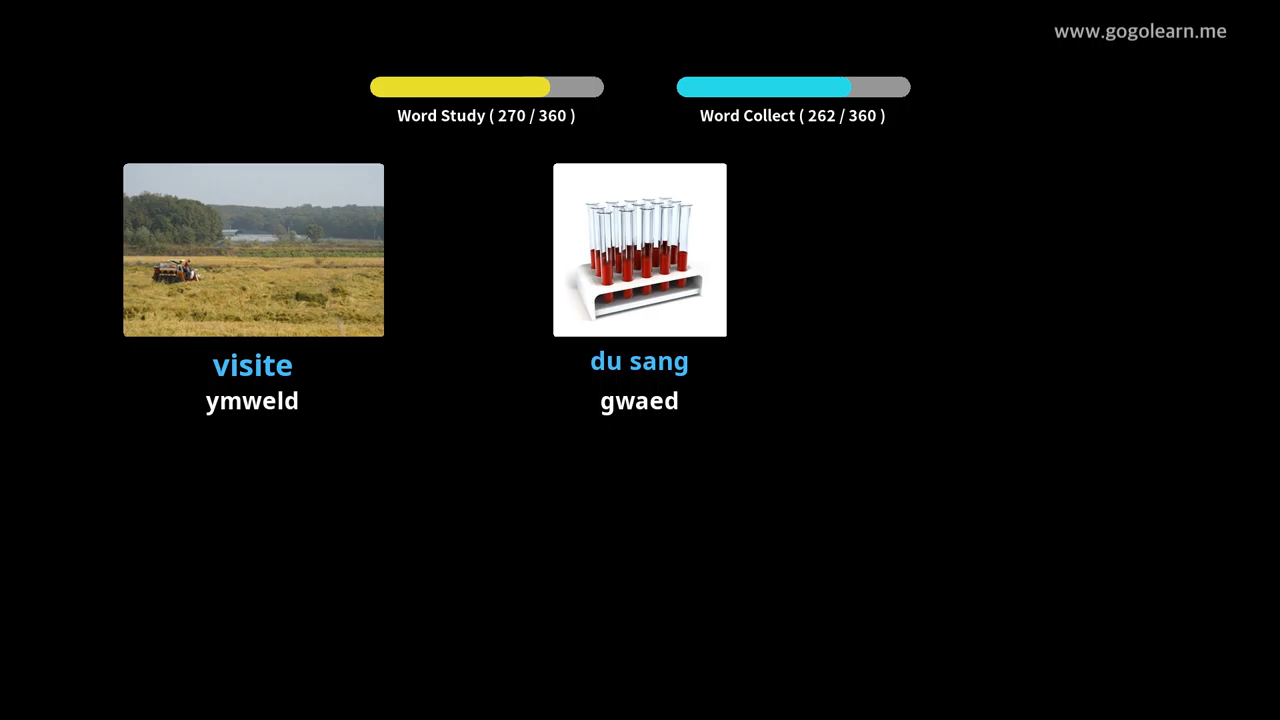 www.gogolearn.me
Word Study ( 270 / 360 )
Word Collect ( 262 / 360 )
visite
ymweld
du sang
gwaed